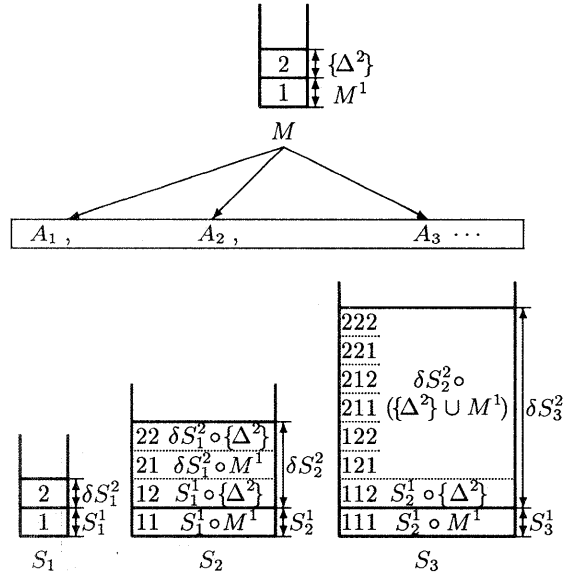 2 {Δ²}
1 M¹
M
A₁ , A₂ , A₃ ⋯
222
221
212 δS₂² ∘
211 ({Δ²} ∪ M¹) δS₃²
122
121
112 S₂¹ ∘ {Δ²}
111 S₂¹ ∘ M¹ S₃¹
22 δS₁² ∘ {Δ²}
21 δS₁² ∘ M¹ δS₂²
12 S₁¹ ∘ {Δ²}
11 S₁¹ ∘ M¹ S₂¹
2 δS₁²
1 S₁¹
S₁ S₂ S₃